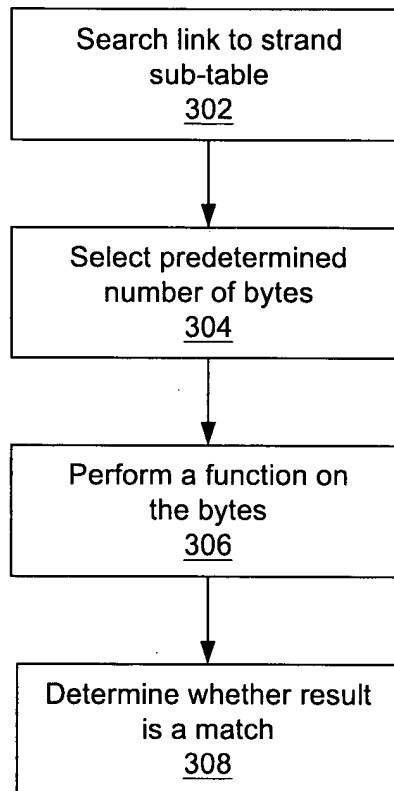 Search link to strand
sub-table
302
Select predetermined
number of bytes
304
Perform a function on
the bytes
306
Determine whether result
is a match
308